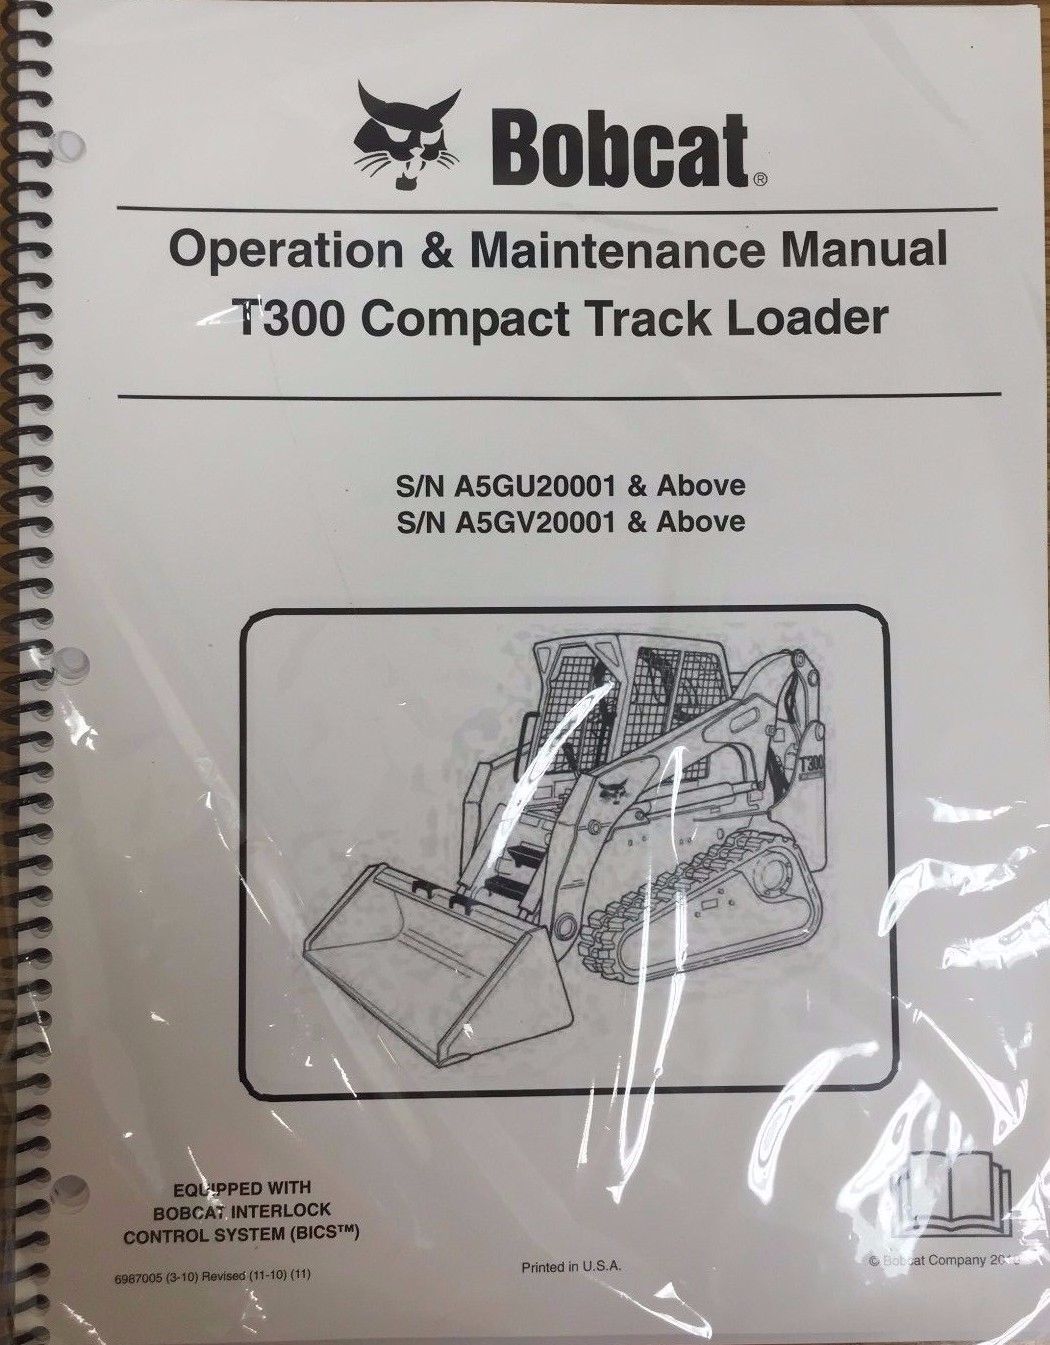 Bobcat®
Operation & Maintenance Manual
T300 Compact Track Loader
S/N A5GU20001 & Above
S/N A5GV20001 & Above
T300
EQUIPPED WITH
BOBCAT INTERLOCK
CONTROL SYSTEM (BICS™)
6987005 (3-10) Revised (11-10) (11)
Printed in U.S.A.
© Bobcat Company